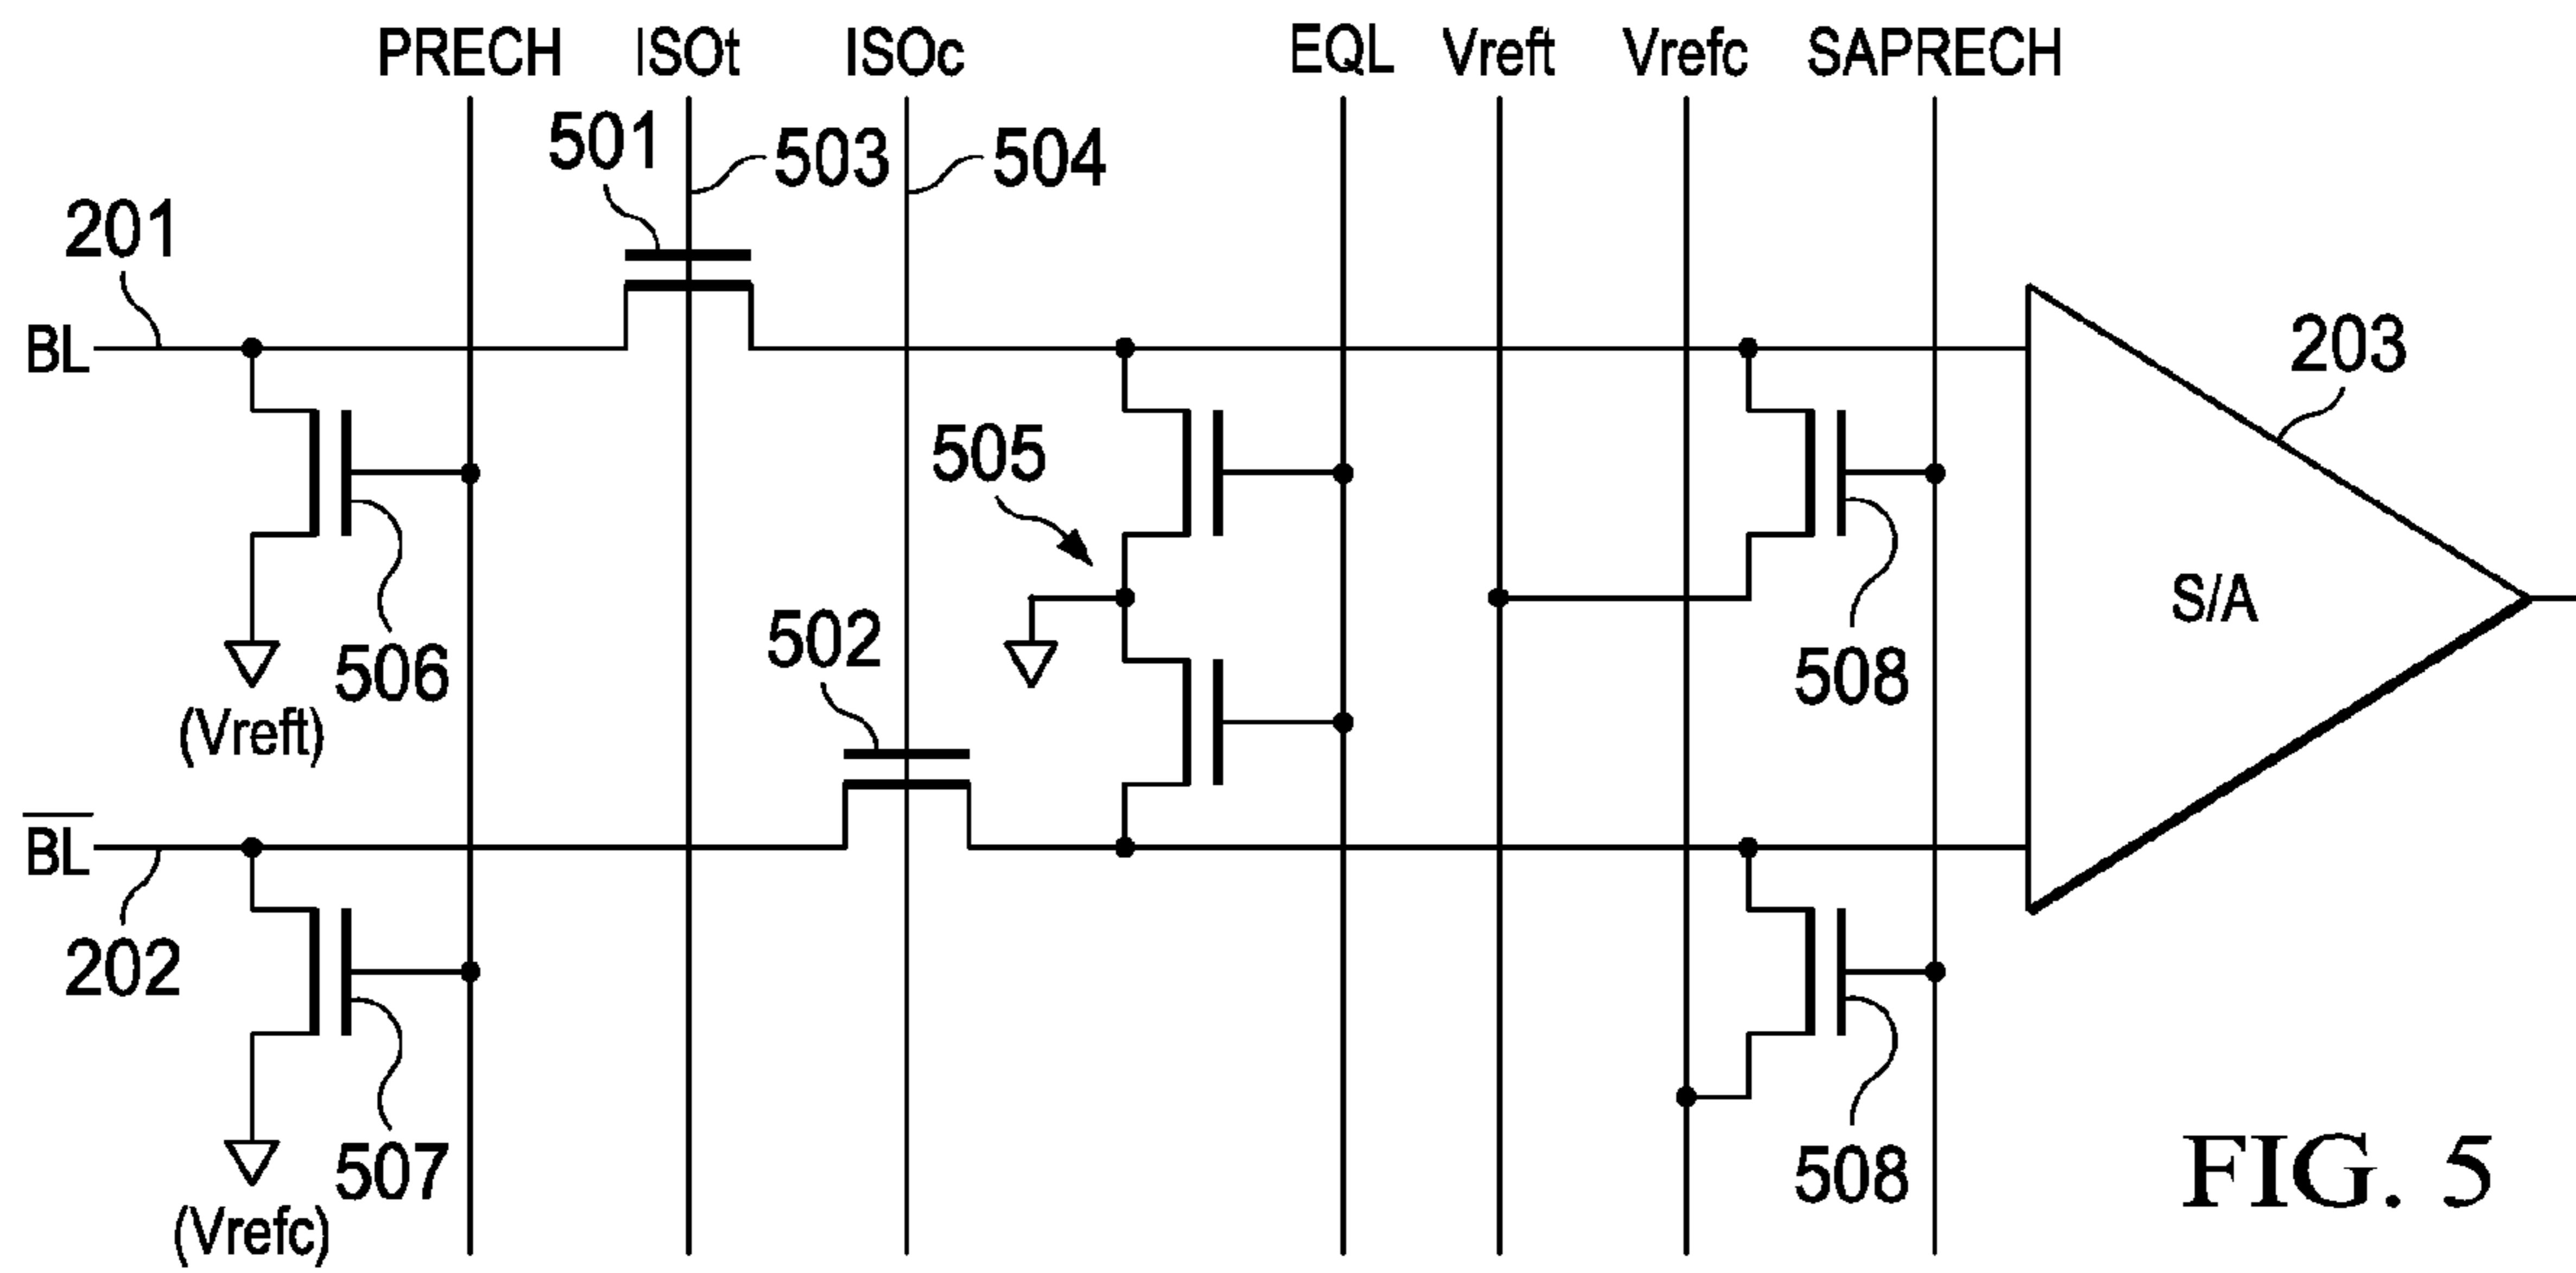 PRECH ISOt ISOc EQL Vreft Vrefc SAPRECH
501 503 504
201
BL
203
505
S/A
502
506 508
(Vreft)
B̅L̅
202
507 508
(Vrefc)
FIG. 5